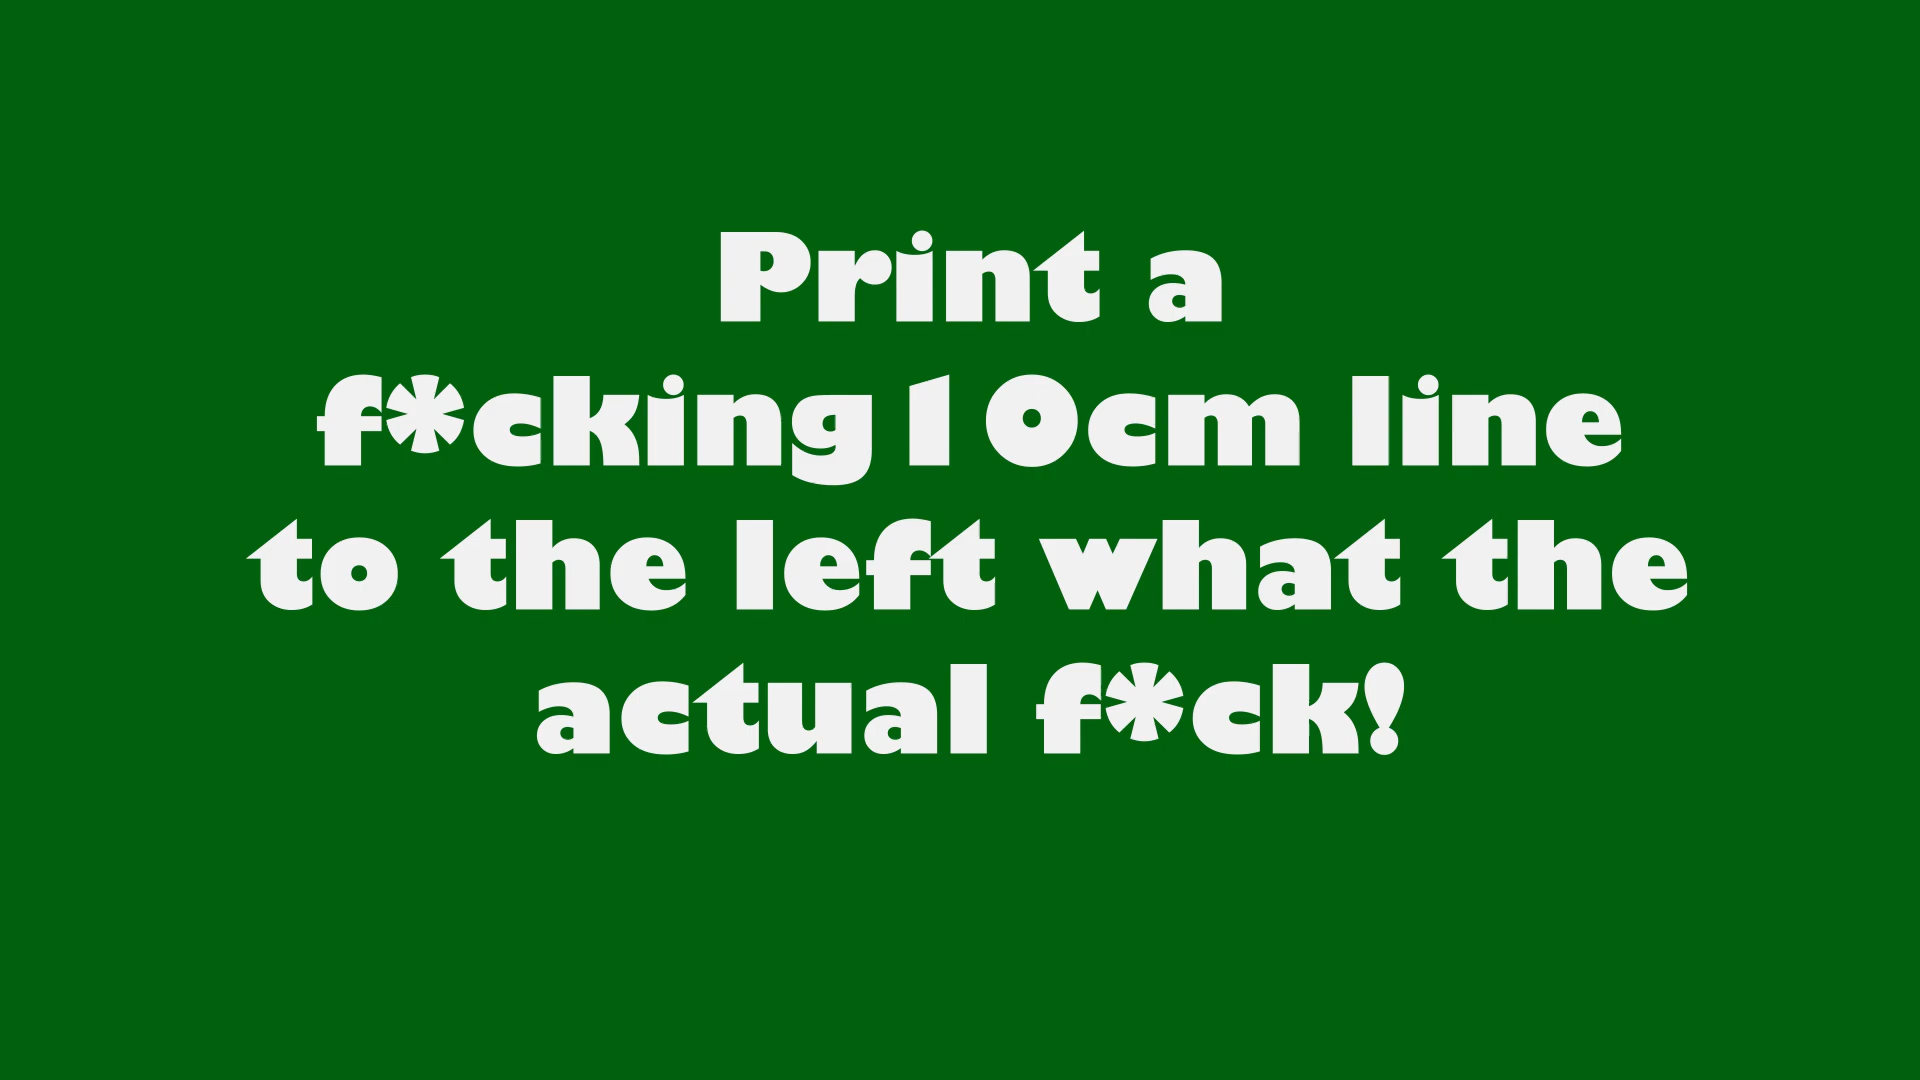 Print a
f*cking 10cm line
to the left what the
actual f*ck!